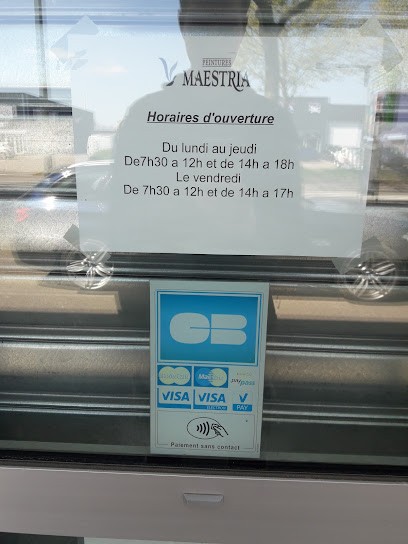 PEINTURES
MAESTRIA
Horaires d'ouverture
Du lundi au jeudi
De7h30 a 12h et de 14h a 18h
Le vendredi
De 7h30 a 12h et de 14h a 17h
CB
VISA VISA V
PAY
Paiement sans contact